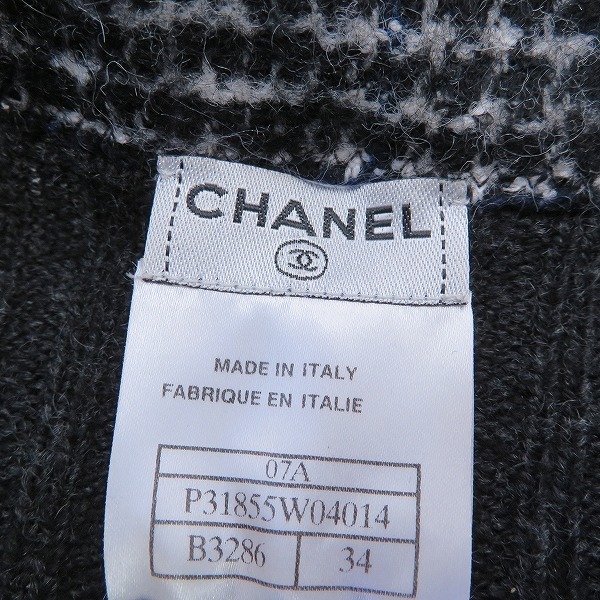 CHANEL
MADE IN ITALY
FABRIQUE EN ITALIE
07A
P31855W04014
B3286 34